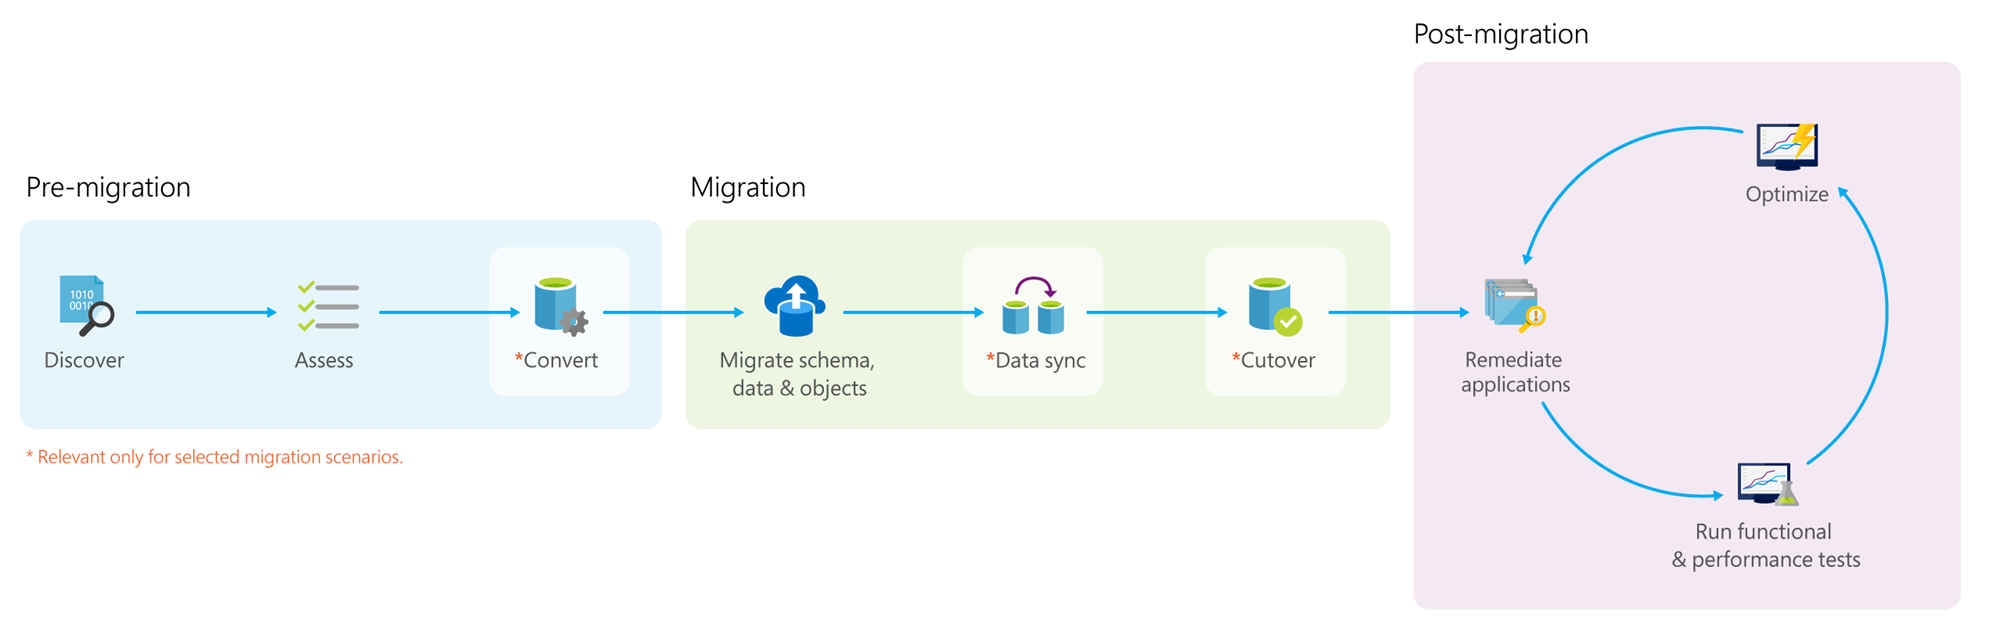 Pre-migration
1010
0010
Discover
Assess
*Convert
* Relevant only for selected migration scenarios.
Migration
Migrate schema,
data & objects
*Data sync
*Cutover
Post-migration
Optimize
Remediate
applications
Run functional
& performance tests